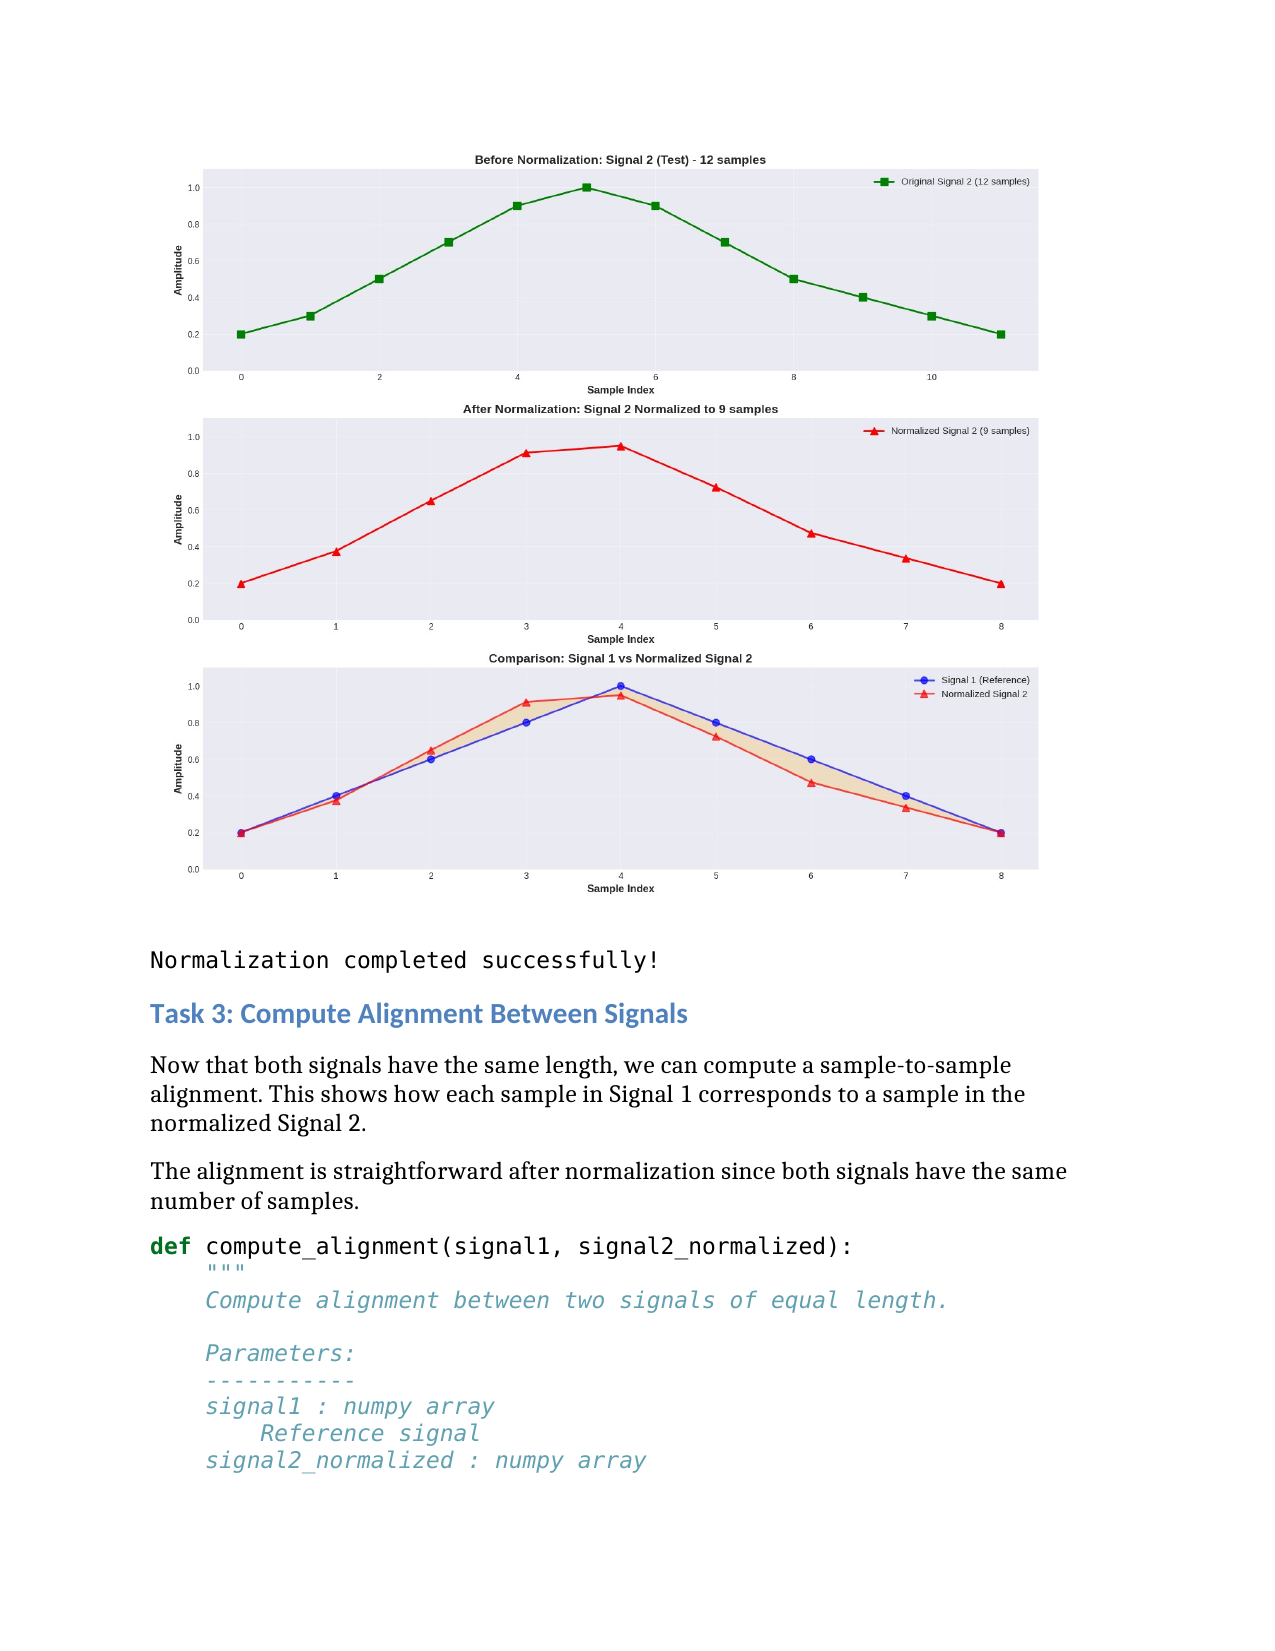 Before Normalization: Signal 2 (Test) - 12 samples
Original Signal 2 (12 samples)
Amplitude
1.0
0.8
0.6
0.4
0.2
0.0
0 2 4 6 8 10
Sample Index
After Normalization: Signal 2 Normalized to 9 samples
Normalized Signal 2 (9 samples)
Amplitude
1.0
0.8
0.6
0.4
0.2
0.0
0 1 2 3 4 5 6 7 8
Sample Index
Comparison: Signal 1 vs Normalized Signal 2
Signal 1 (Reference)
Normalized Signal 2
Amplitude
1.0
0.8
0.6
0.4
0.2
0.0
0 1 2 3 4 5 6 7 8
Sample Index
Normalization completed successfully!
Task 3: Compute Alignment Between Signals
Now that both signals have the same length, we can compute a sample-to-sample
alignment. This shows how each sample in Signal 1 corresponds to a sample in the
normalized Signal 2.
The alignment is straightforward after normalization since both signals have the same
number of samples.
def compute_alignment(signal1, signal2_normalized):
"""
Compute alignment between two signals of equal length.
Parameters:
-----------
signal1 : numpy array
Reference signal
signal2_normalized : numpy array